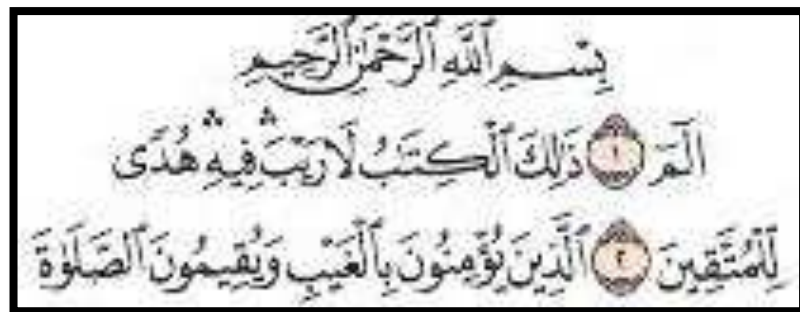 بِسْمِ ٱللَّهِ ٱلرَّحْمَٰنِ ٱلرَّحِيمِ
الٓمٓ ١ ذَٰلِكَ ٱلْكِتَٰبُ لَا رَيْبَ ۛ فِيهِ ۛ هُدًى
لِّلْمُتَّقِينَ ٢ ٱلَّذِينَ يُؤْمِنُونَ بِٱلْغَيْبِ وَيُقِيمُونَ ٱلصَّلَوٰةَ